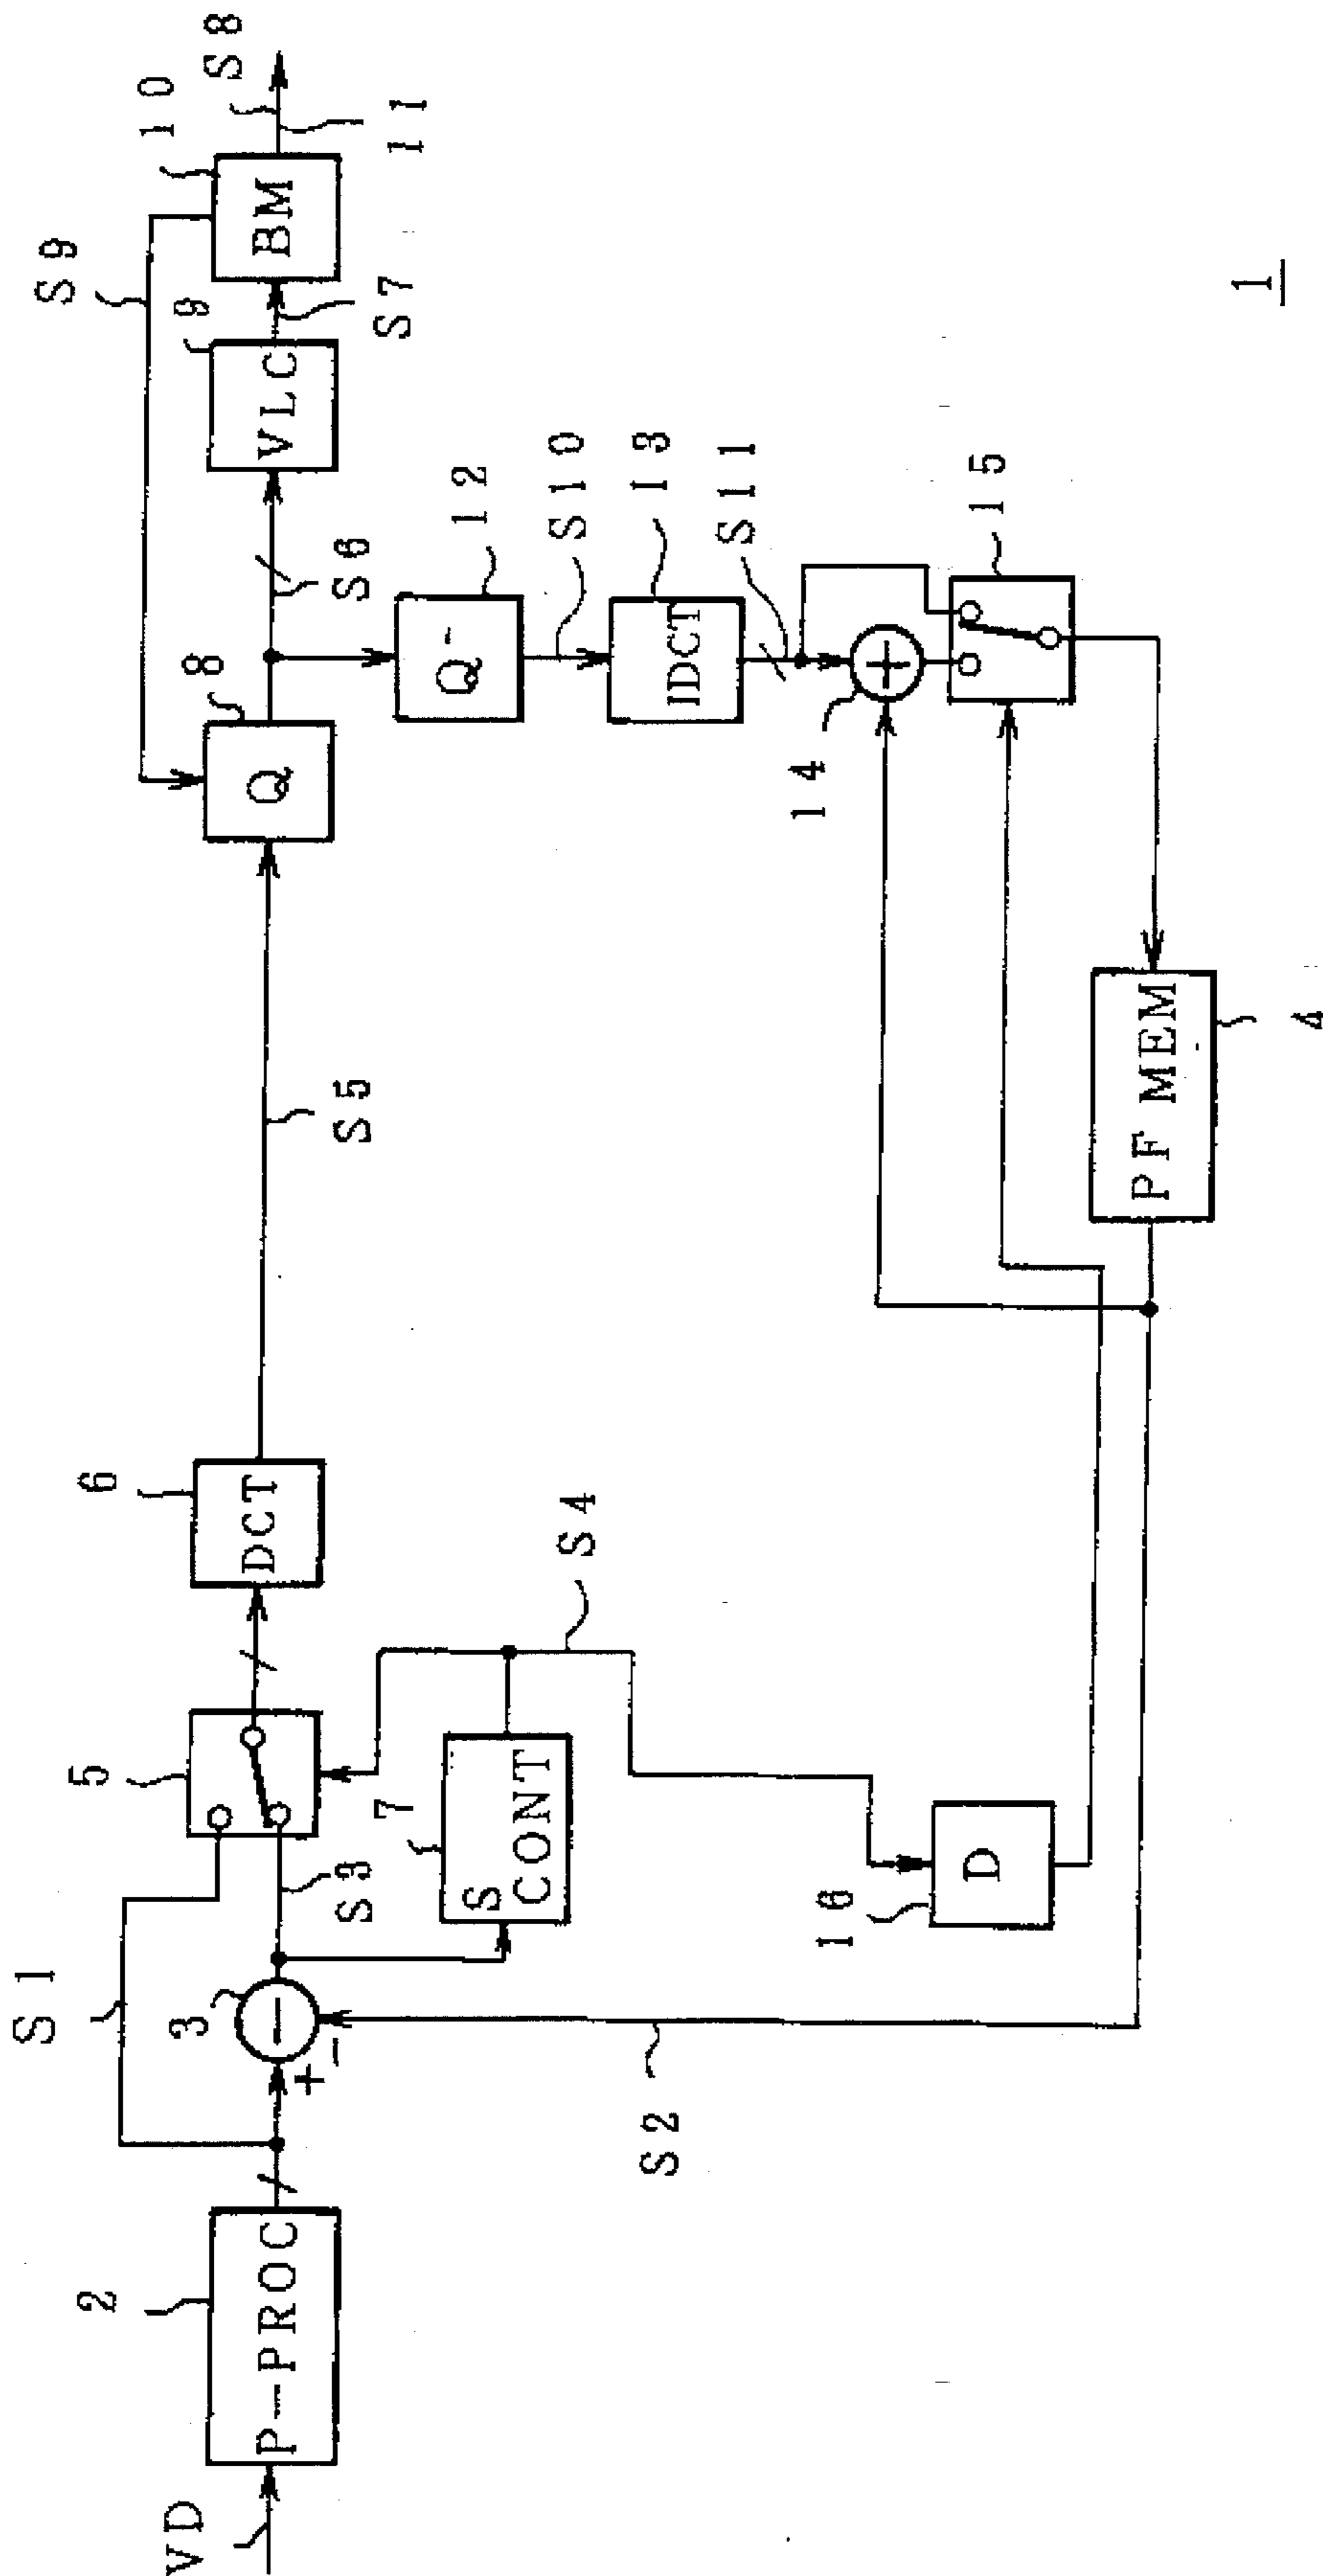 VD
2
P-PROC
S1
3
+
-
S3
5
7
S
CONT
S4
6
DCT
S5
8
Q
S6
9
VLC
S7
S9
10
BM
S8
11
12
Q-
S10
13
IDCT
S11
14
+
15
16
D
PF MEM
4
S2
1